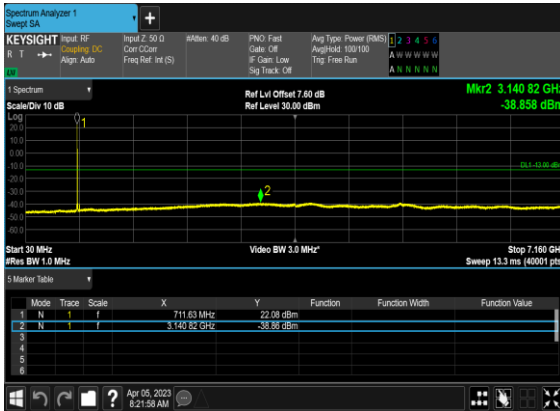 Spectrum Analyzer 1
Swept SA
+
KEYSIGHT Input: RF Input Z: 50 Ω #Atten: 40 dB PNO: Fast Avg Type: Power (RMS) 1 2 3 4 5 6
R T Coupling: DC Corr CCorr Gate: Off Avg|Hold: 100/100 A W W W W W
Align: Auto Freq Ref: Int (S) IF Gain: Low Trig: Free Run
Sig Track: Off A N N N N N
1 Spectrum Mkr2 3.140 82 GHz
Ref Lvl Offset 7.60 dB
Scale/Div 10 dB Ref Level 30.00 dBm -38.858 dBm
Log
20.0
10.0
0.00
-10.0
DL1 -13.00 dBm
-20.0
-30.0
-40.0
-50.0
-60.0
1
2
Start 30 MHz Video BW 3.0 MHz* Stop 7.160 GHz
#Res BW 1.0 MHz Sweep 13.3 ms (40001 pts)
5 Marker Table
Mode Trace Scale X Y Function Function Width Function Value
1 N 1 f 711.63 MHz 22.08 dBm
2 N 1 f 3.140 82 GHz -38.86 dBm
3
4
5
6
? Apr 05, 2023
8:21:58 AM